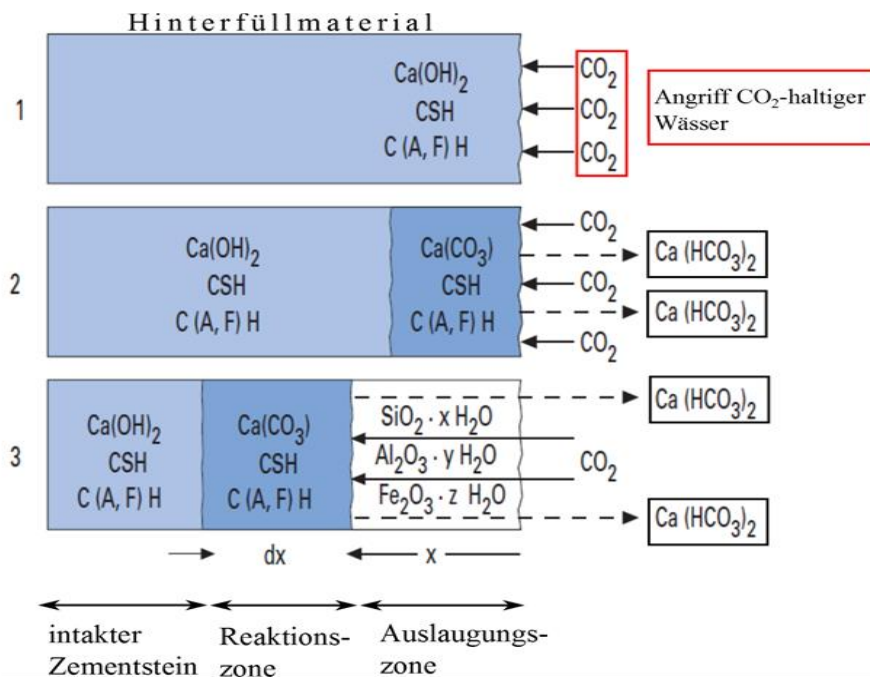 Hinterfüllmaterial
1
Ca(OH)₂
CSH
C (A, F) H
CO₂
CO₂
CO₂
Angriff CO₂-haltiger
Wässer
2
Ca(OH)₂
CSH
C (A, F) H
Ca(CO₃)
CSH
C (A, F) H
CO₂
CO₂
CO₂
Ca (HCO₃)₂
Ca (HCO₃)₂
3
Ca(OH)₂
CSH
C (A, F) H
Ca(CO₃)
CSH
C (A, F) H
SiO₂ · x H₂O
Al₂O₃ · y H₂O
Fe₂O₃ · z H₂O
CO₂
Ca (HCO₃)₂
Ca (HCO₃)₂
dx
x
intakter
Zementstein
Reaktions-
zone
Auslaugungs-
zone